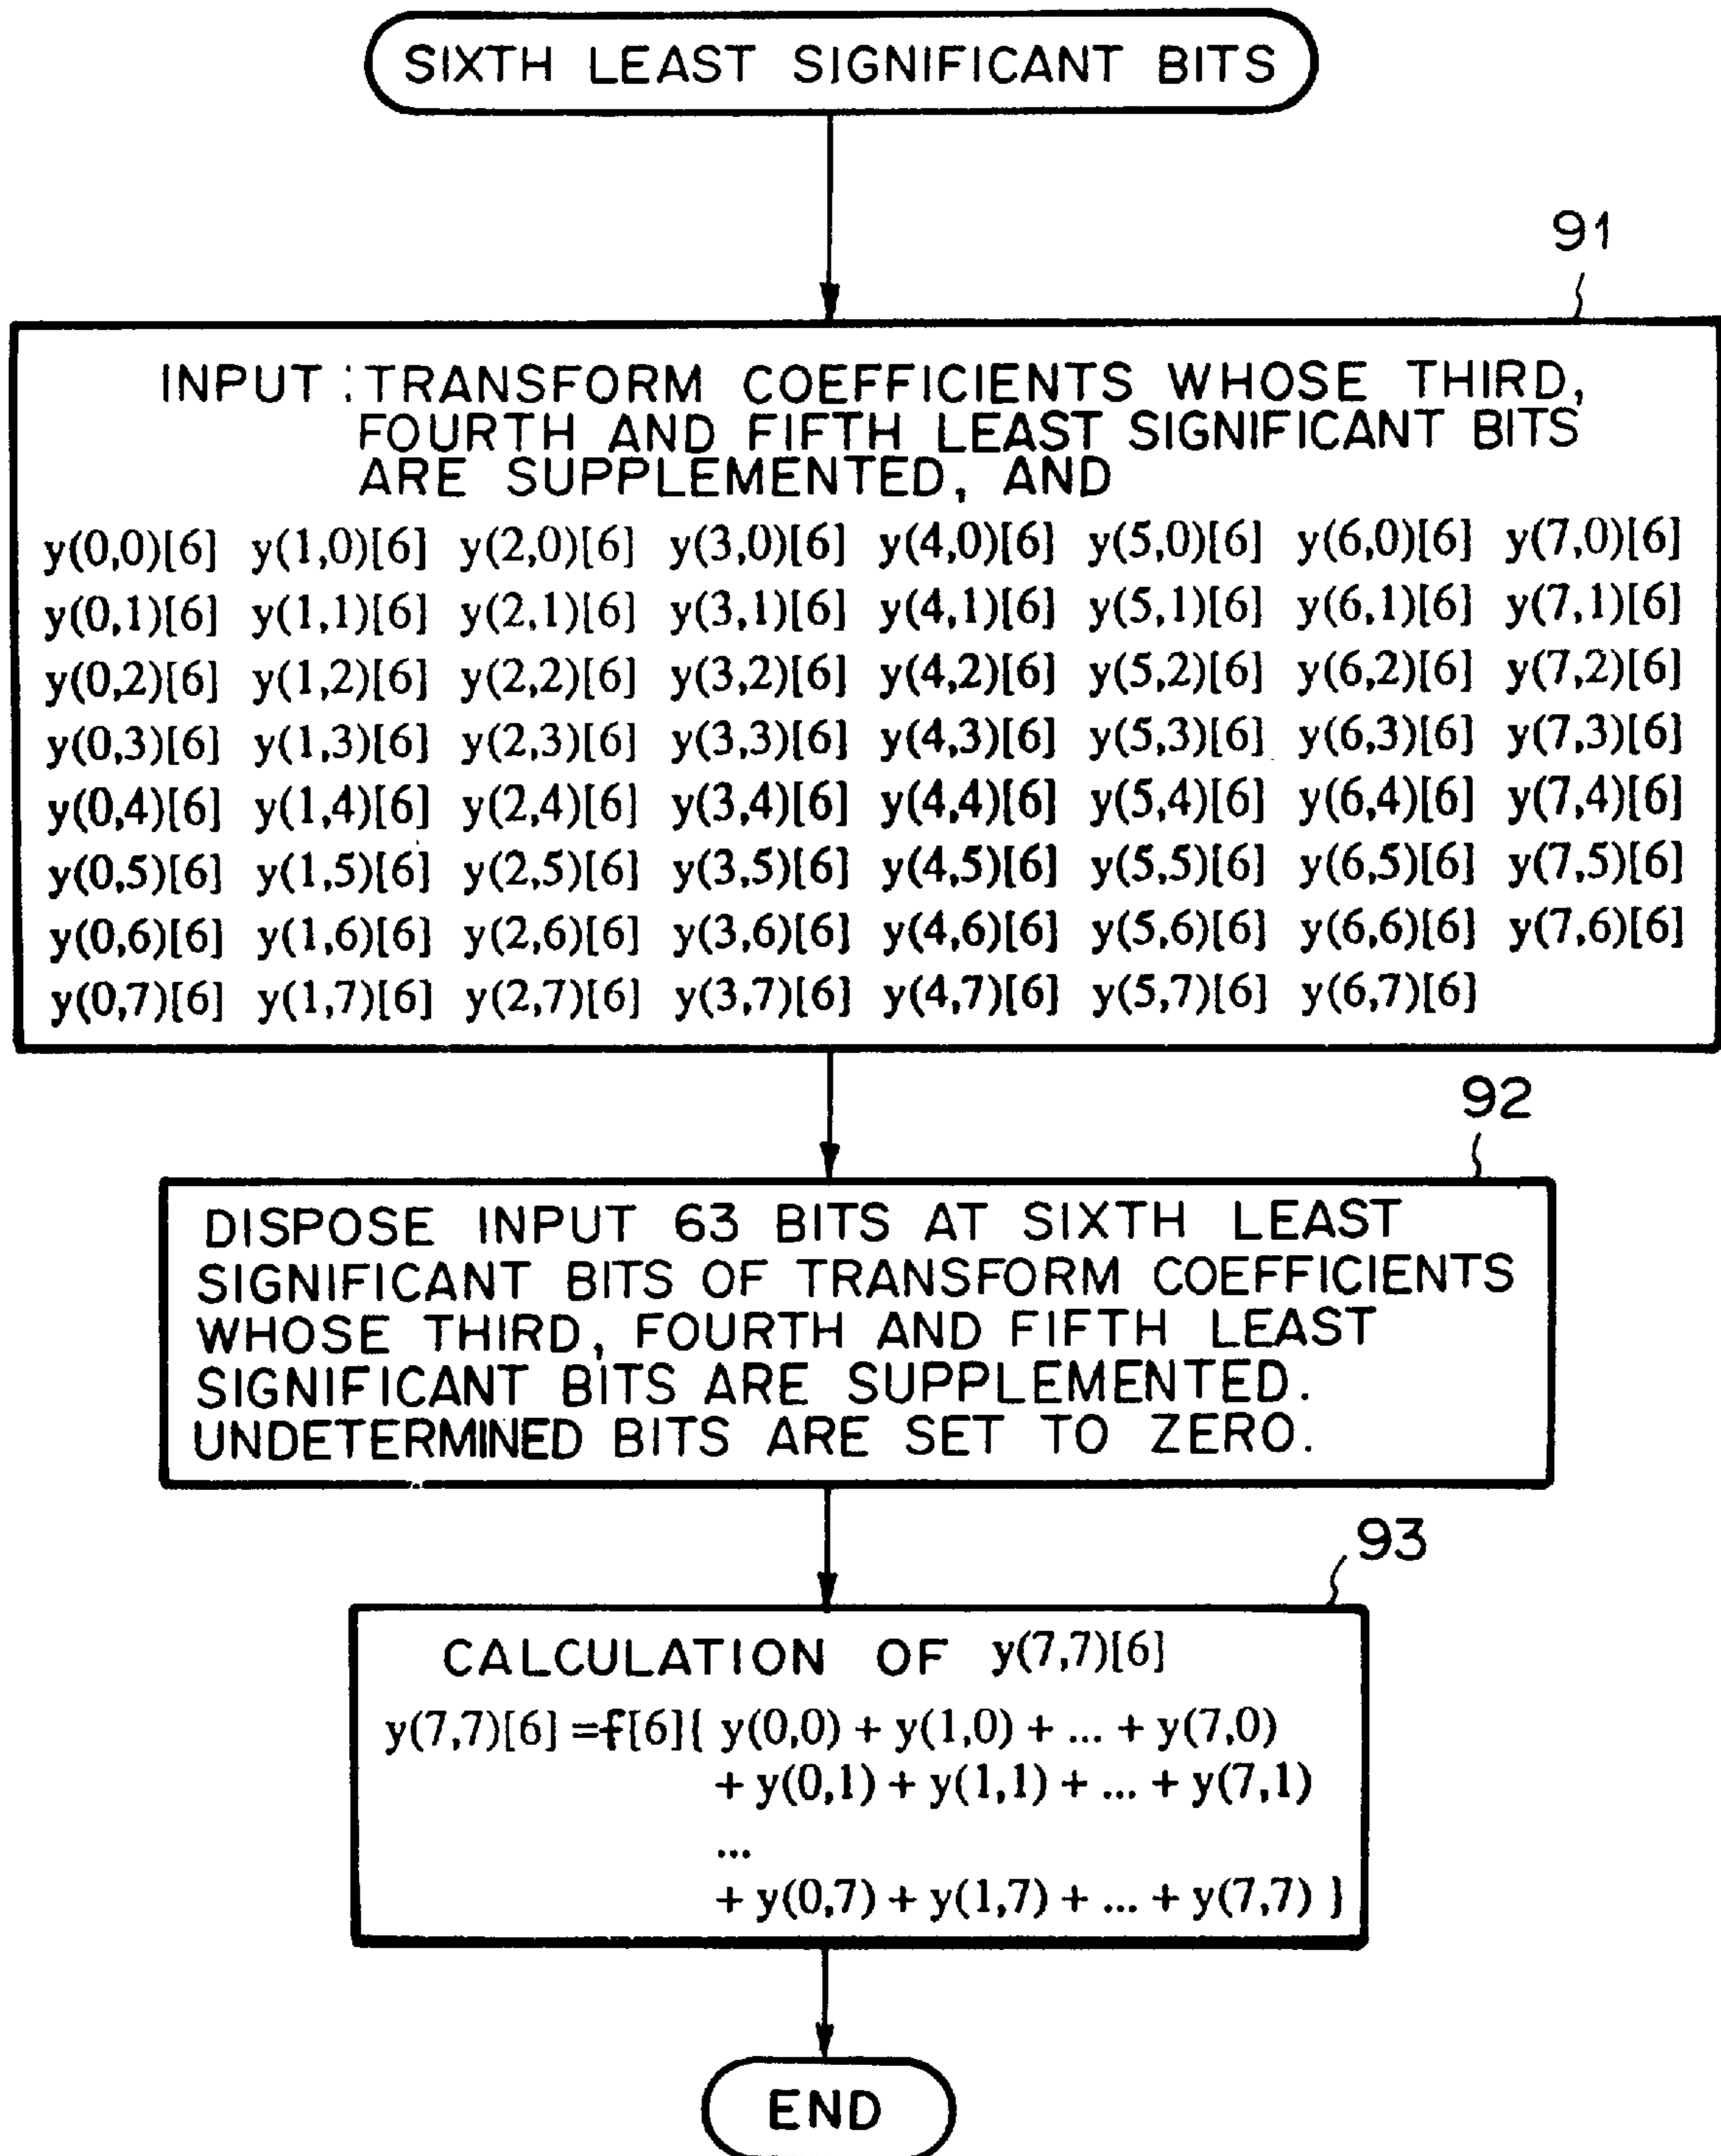 SIXTH LEAST SIGNIFICANT BITS
91
INPUT : TRANSFORM COEFFICIENTS WHOSE THIRD,
FOURTH AND FIFTH LEAST SIGNIFICANT BITS
ARE SUPPLEMENTED, AND
y(0,0)[6] y(1,0)[6] y(2,0)[6] y(3,0)[6] y(4,0)[6] y(5,0)[6] y(6,0)[6] y(7,0)[6]
y(0,1)[6] y(1,1)[6] y(2,1)[6] y(3,1)[6] y(4,1)[6] y(5,1)[6] y(6,1)[6] y(7,1)[6]
y(0,2)[6] y(1,2)[6] y(2,2)[6] y(3,2)[6] y(4,2)[6] y(5,2)[6] y(6,2)[6] y(7,2)[6]
y(0,3)[6] y(1,3)[6] y(2,3)[6] y(3,3)[6] y(4,3)[6] y(5,3)[6] y(6,3)[6] y(7,3)[6]
y(0,4)[6] y(1,4)[6] y(2,4)[6] y(3,4)[6] y(4,4)[6] y(5,4)[6] y(6,4)[6] y(7,4)[6]
y(0,5)[6] y(1,5)[6] y(2,5)[6] y(3,5)[6] y(4,5)[6] y(5,5)[6] y(6,5)[6] y(7,5)[6]
y(0,6)[6] y(1,6)[6] y(2,6)[6] y(3,6)[6] y(4,6)[6] y(5,6)[6] y(6,6)[6] y(7,6)[6]
y(0,7)[6] y(1,7)[6] y(2,7)[6] y(3,7)[6] y(4,7)[6] y(5,7)[6] y(6,7)[6]
92
DISPOSE INPUT 63 BITS AT SIXTH LEAST
SIGNIFICANT BITS OF TRANSFORM COEFFICIENTS
WHOSE THIRD, FOURTH AND FIFTH LEAST
SIGNIFICANT BITS ARE SUPPLEMENTED.
UNDETERMINED BITS ARE SET TO ZERO.
93
CALCULATION OF y(7,7)[6]
y(7,7)[6] =f[6]{ y(0,0) + y(1,0) + ... + y(7,0)
+ y(0,1) + y(1,1) + ... + y(7,1)
...
+ y(0,7) + y(1,7) + ... + y(7,7) }
END